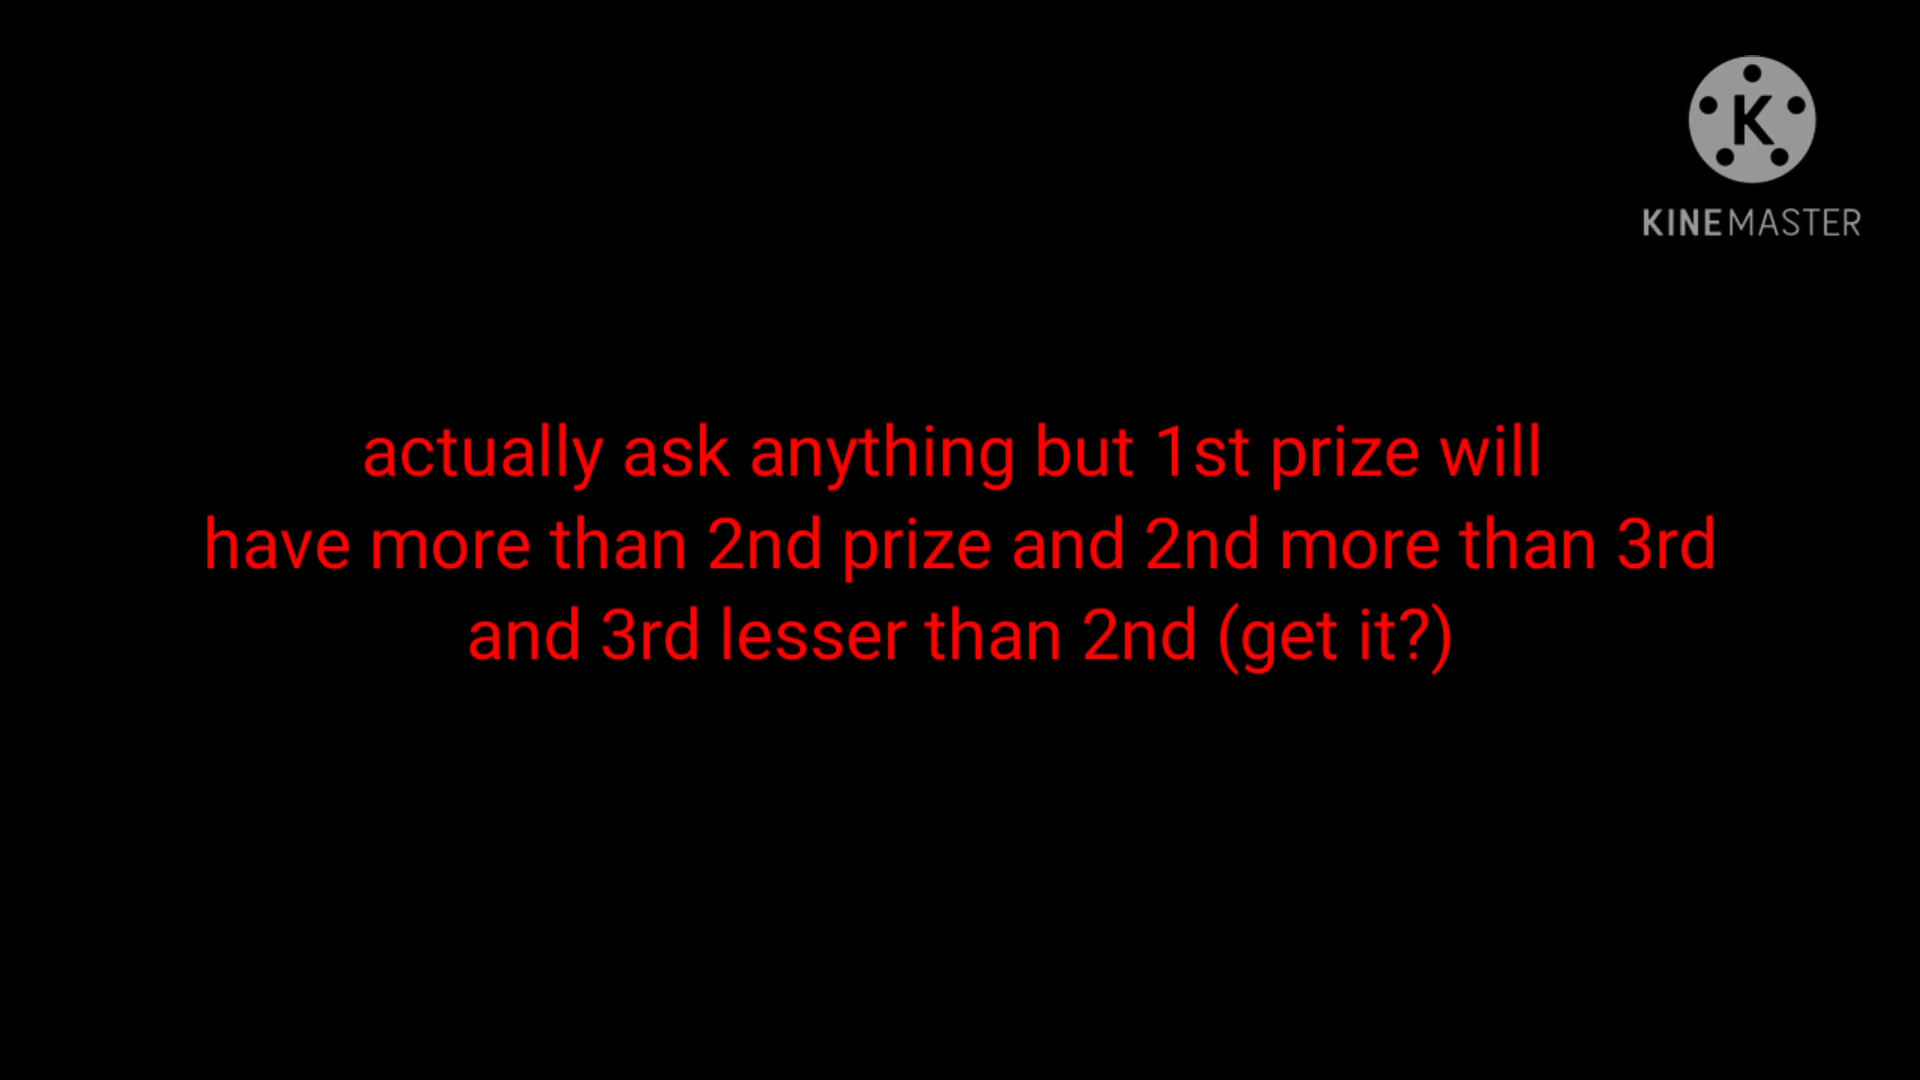 K
KINEMASTER
actually ask anything but 1st prize will
have more than 2nd prize and 2nd more than 3rd
and 3rd lesser than 2nd (get it?)